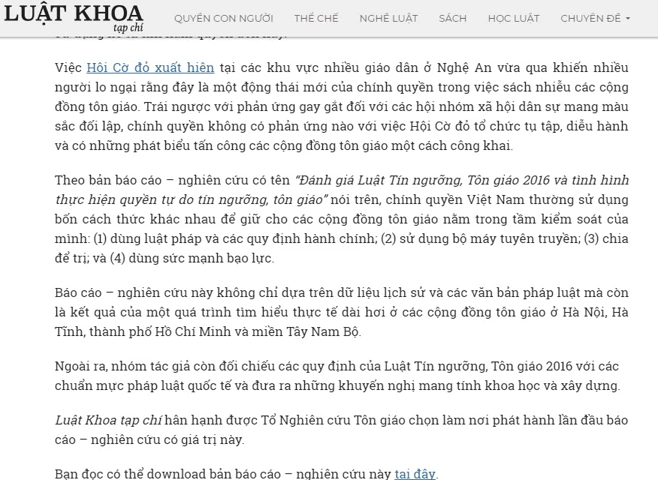 LUẬT KHOA
tạp chí
QUYỀN CON NGƯỜI THỂ CHẾ NGHỀ LUẬT SÁCH HỌC LUẬT CHUYÊN ĐỀ
Việc Hội Cờ đỏ xuất hiện tại các khu vực nhiều giáo dân ở Nghệ An vừa qua khiến nhiều
người lo ngại rằng đây là một động thái mới của chính quyền trong việc sách nhiễu các cộng
đồng tôn giáo. Trái ngược với phản ứng gay gắt đối với các hội nhóm xã hội dân sự mang màu
sắc đối lập, chính quyền không có phản ứng nào với việc Hội Cờ đỏ tổ chức tụ tập, diễu hành
và có những phát biểu tấn công các cộng đồng tôn giáo một cách công khai.
Theo bản báo cáo – nghiên cứu có tên “Đánh giá Luật Tín ngưỡng, Tôn giáo 2016 và tình hình
thực hiện quyền tự do tín ngưỡng, tôn giáo” nói trên, chính quyền Việt Nam thường sử dụng
bốn cách thức khác nhau để giữ cho các cộng đồng tôn giáo nằm trong tầm kiểm soát của
mình: (1) dùng luật pháp và các quy định hành chính; (2) sử dụng bộ máy tuyên truyền; (3) chia
để trị; và (4) dùng sức mạnh bạo lực.
Báo cáo – nghiên cứu này không chỉ dựa trên dữ liệu lịch sử và các văn bản pháp luật mà còn
là kết quả của một quá trình tìm hiểu thực tế dài hơi ở các cộng đồng tôn giáo ở Hà Nội, Hà
Tĩnh, thành phố Hồ Chí Minh và miền Tây Nam Bộ.
Ngoài ra, nhóm tác giả còn đối chiếu các quy định của Luật Tín ngưỡng, Tôn giáo 2016 với các
chuẩn mực pháp luật quốc tế và đưa ra những khuyến nghị mang tính khoa học và xây dựng.
Luật Khoa tạp chí hân hạnh được Tổ Nghiên cứu Tôn giáo chọn làm nơi phát hành lần đầu báo
cáo – nghiên cứu có giá trị này.
Bạn đọc có thể download bản báo cáo – nghiên cứu này tại đây.